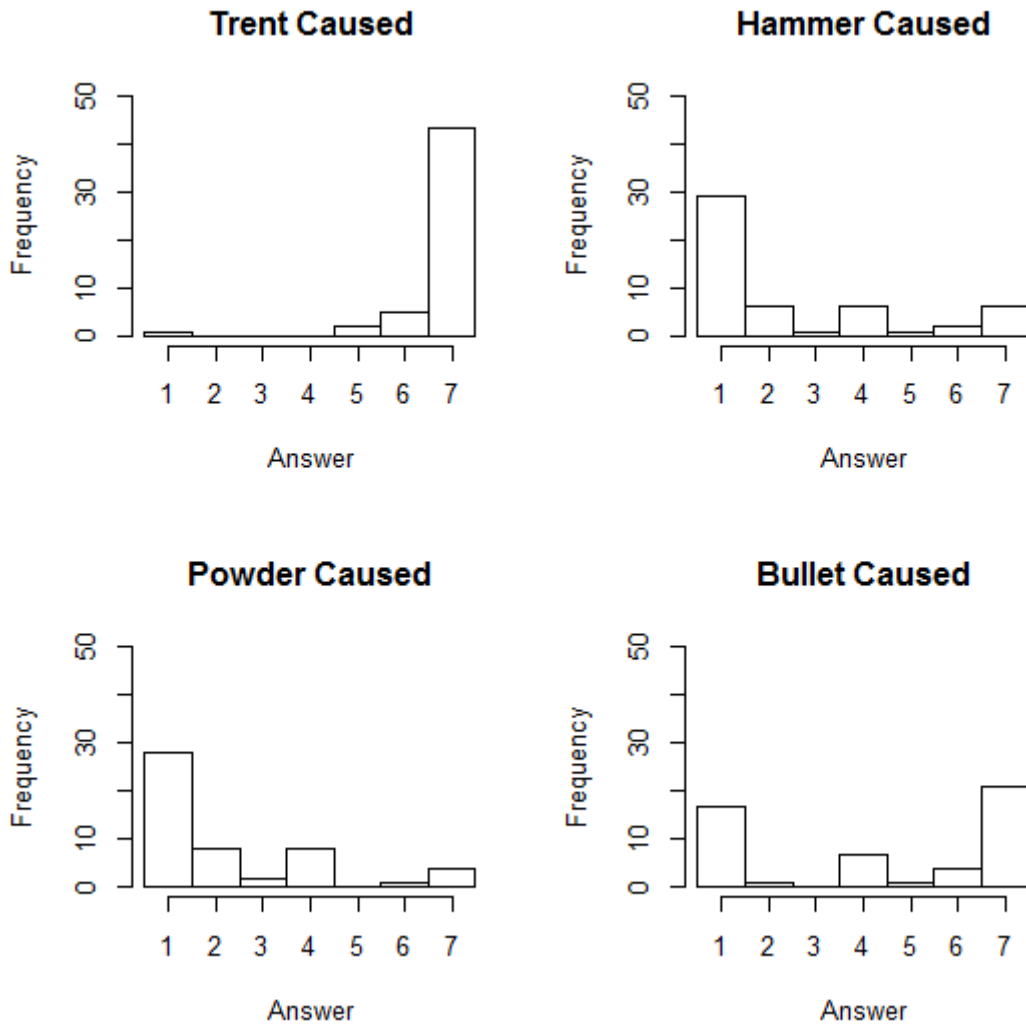 Trent Caused
Frequency
50
30
10
0
1 2 3 4 5 6 7
Answer
Hammer Caused
Frequency
50
30
10
0
1 2 3 4 5 6 7
Answer
Powder Caused
Frequency
50
30
10
0
1 2 3 4 5 6 7
Answer
Bullet Caused
Frequency
50
30
10
0
1 2 3 4 5 6 7
Answer